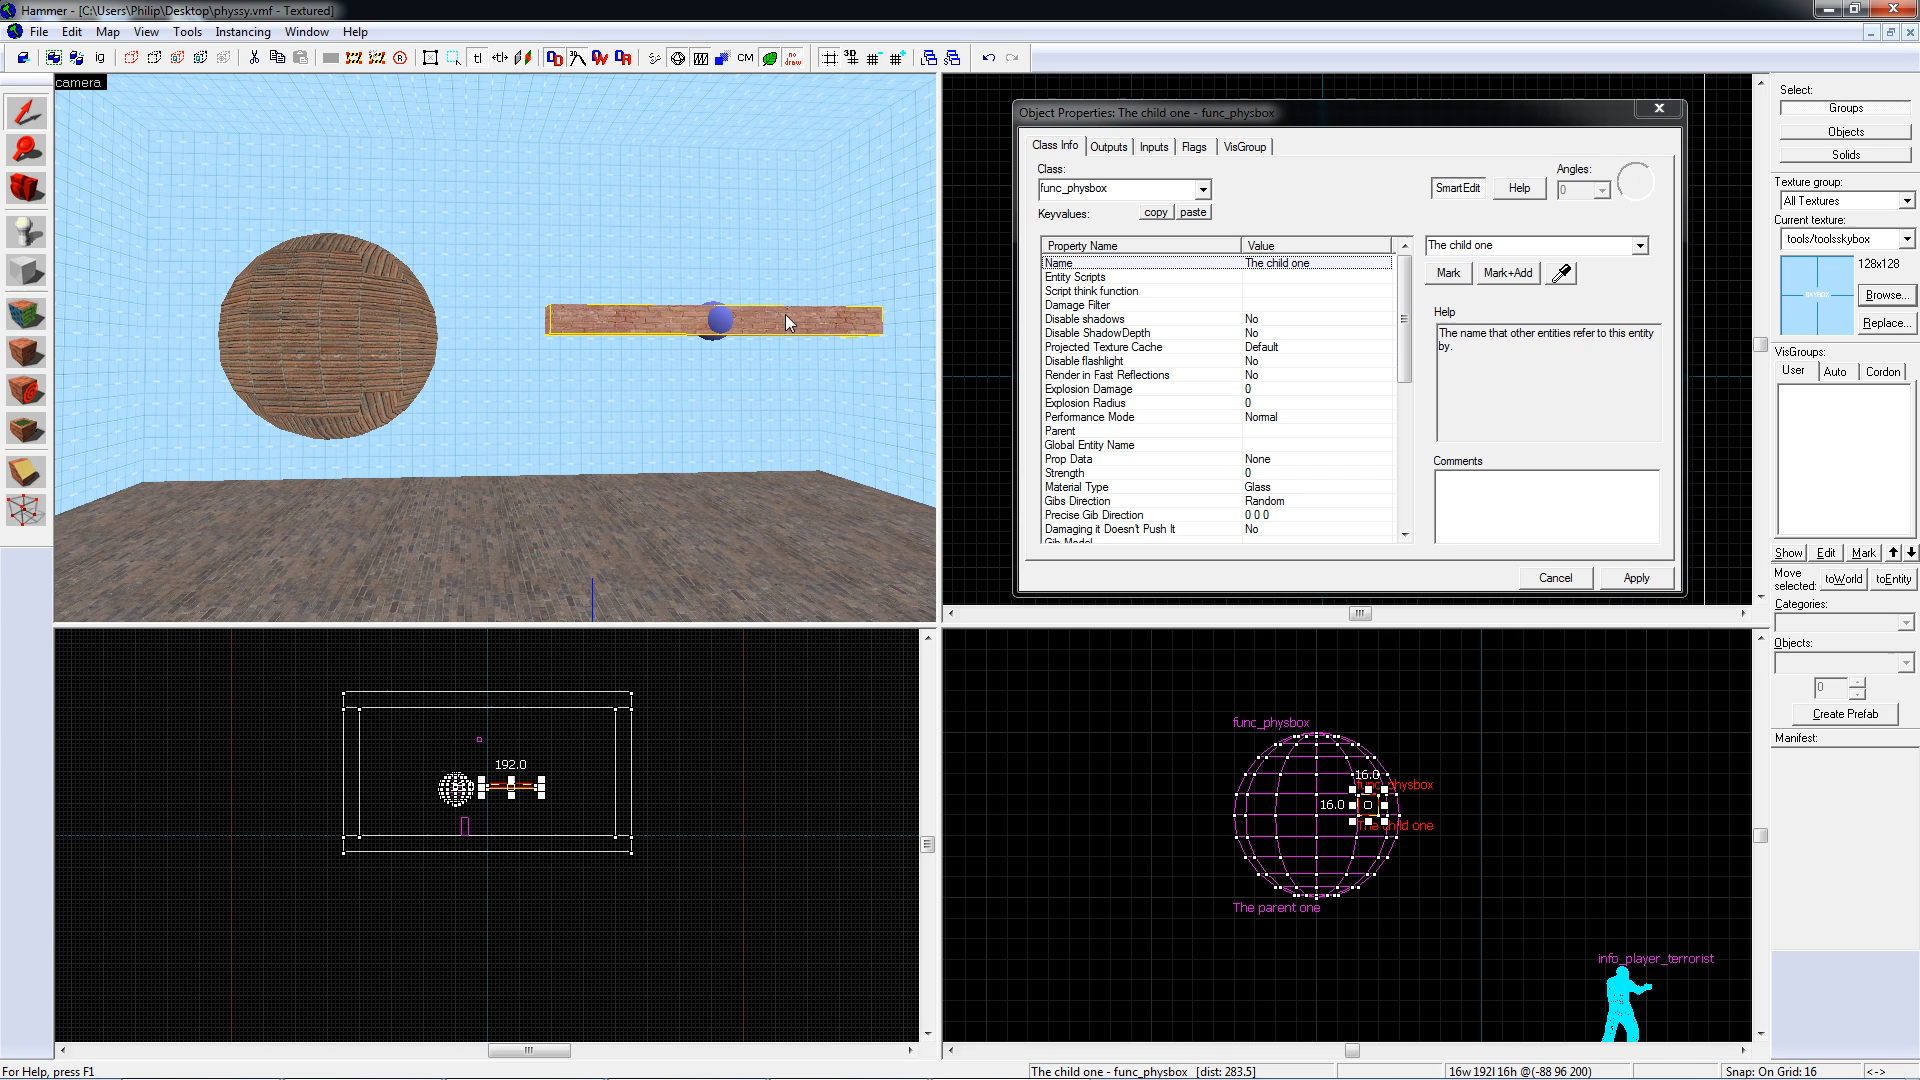 Hammer - [C:\Users\Philip\Desktop\physsy.vmf - Textured]
File Edit Map View Tools Instancing Window Help
camera
Object Properties: The child one - func_physbox
Class Info Outputs Inputs Flags VisGroup
Class:
func_physbox
SmartEdit Help
Angles:
0
Keyvalues: copy paste
Property Name Value
Name The child one
Entity Scripts
Script think function
Damage Filter
Disable shadows No
Disable ShadowDepth No
Projected Texture Cache Default
Disable flashlight No
Render in Fast Reflections No
Explosion Damage 0
Explosion Radius 0
Performance Mode Normal
Parent
Global Entity Name
Prop Data None
Strength 0
Material Type Glass
Gibs Direction Random
Precise Gib Direction 0 0 0
Damaging it Doesn't Push It No
Gib Model
The child one
Mark Mark+Add
Help
The name that other entities refer to this entity
by.
Comments
Cancel Apply
Select:
Groups
Objects
Solids
Texture group:
All Textures
Current texture:
tools/toolsskybox
128x128
Browse...
Replace...
VisGroups:
User Auto Cordon
Show Edit Mark
Move
selected: toWorld toEntity
Categories:
Objects:
0
Create Prefab
Manifest:
192.0
func_physbox
16.0
16.0
The child one
The parent one
info_player_terrorist
For Help, press F1
The child one - func_physbox [dist: 283.5]
16w 192l 16h @(-88 96 200)
Snap: On Grid: 16
<->